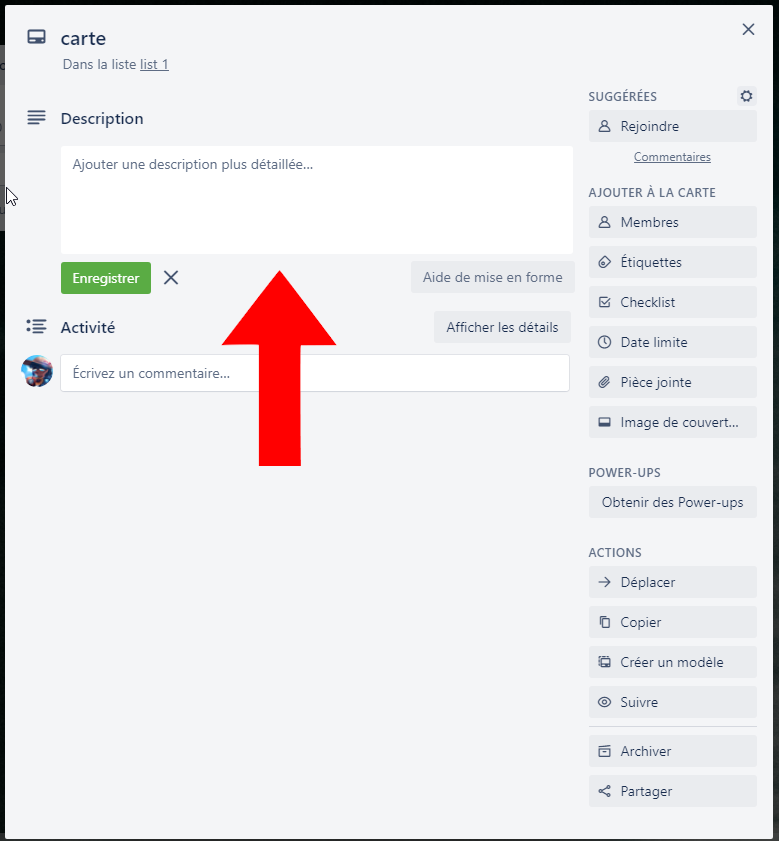 carte
Dans la liste list 1
Description
Ajouter une description plus détaillée...
Enregistrer
Aide de mise en forme
Activité
Afficher les détails
Écrivez un commentaire...
SUGGÉRÉES
Rejoindre
Commentaires
AJOUTER À LA CARTE
Membres
Étiquettes
Checklist
Date limite
Pièce jointe
Image de couvert...
POWER-UPS
Obtenir des Power-ups
ACTIONS
Déplacer
Copier
Créer un modèle
Suivre
Archiver
Partager